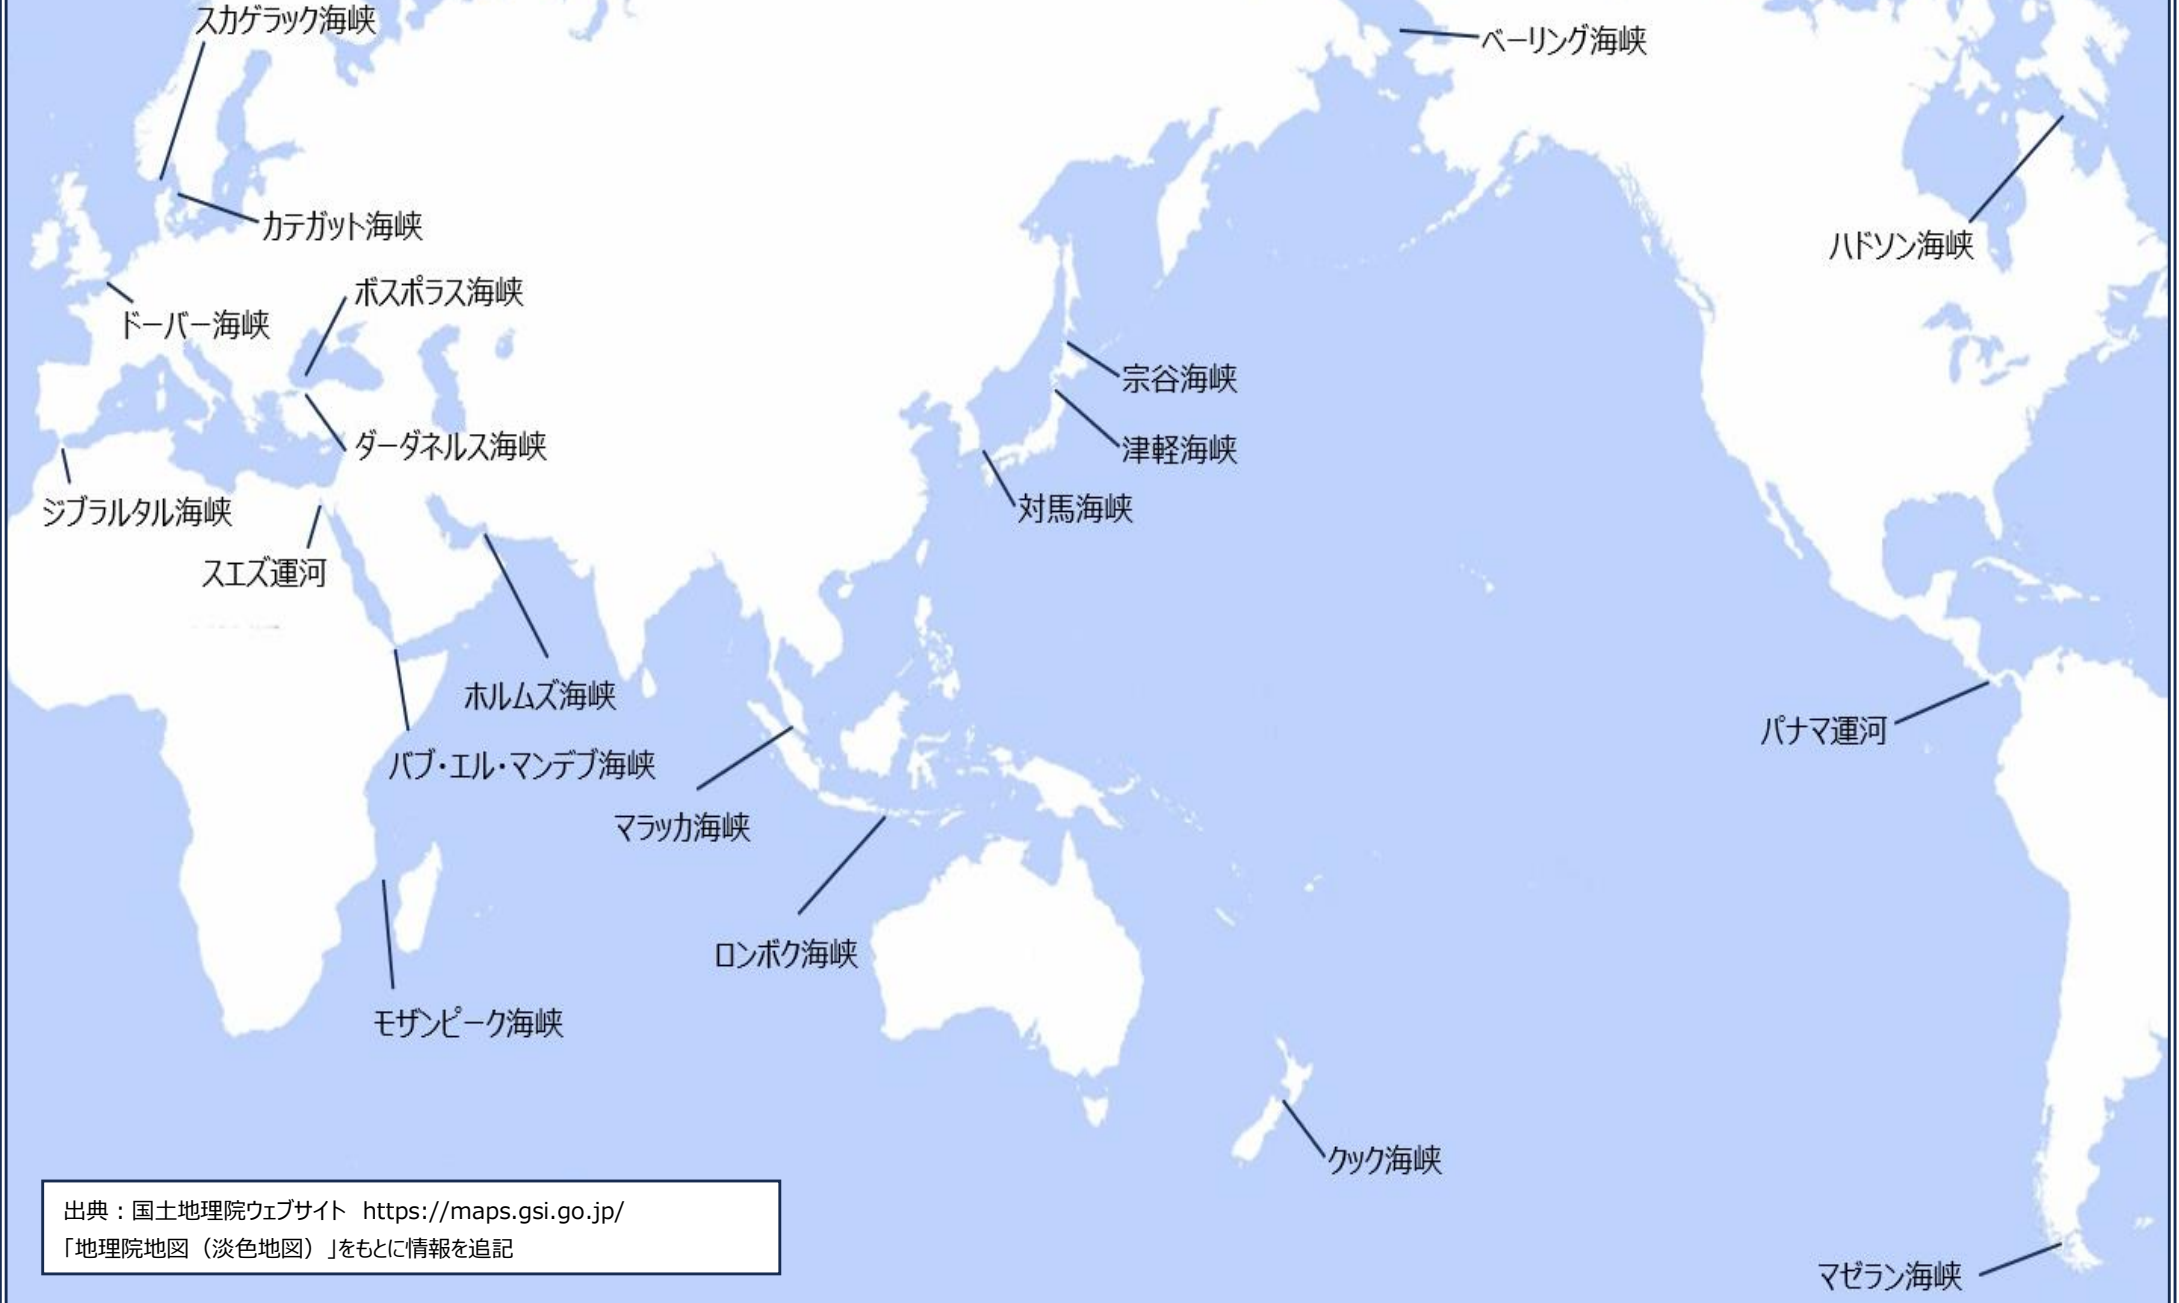 スカゲラック海峡
ベーリング海峡
カテガット海峡
ハドソン海峡
ボスポラス海峡
ドーバー海峡
宗谷海峡
ダーダネルス海峡
津軽海峡
ジブラルタル海峡
対馬海峡
スエズ運河
ホルムズ海峡
パナマ運河
バブ・エル・マンデブ海峡
マラッカ海峡
ロンボク海峡
モザンビーク海峡
クック海峡
出典：国土地理院ウェブサイト https://maps.gsi.go.jp/
「地理院地図（淡色地図）」をもとに情報を追記
マゼラン海峡